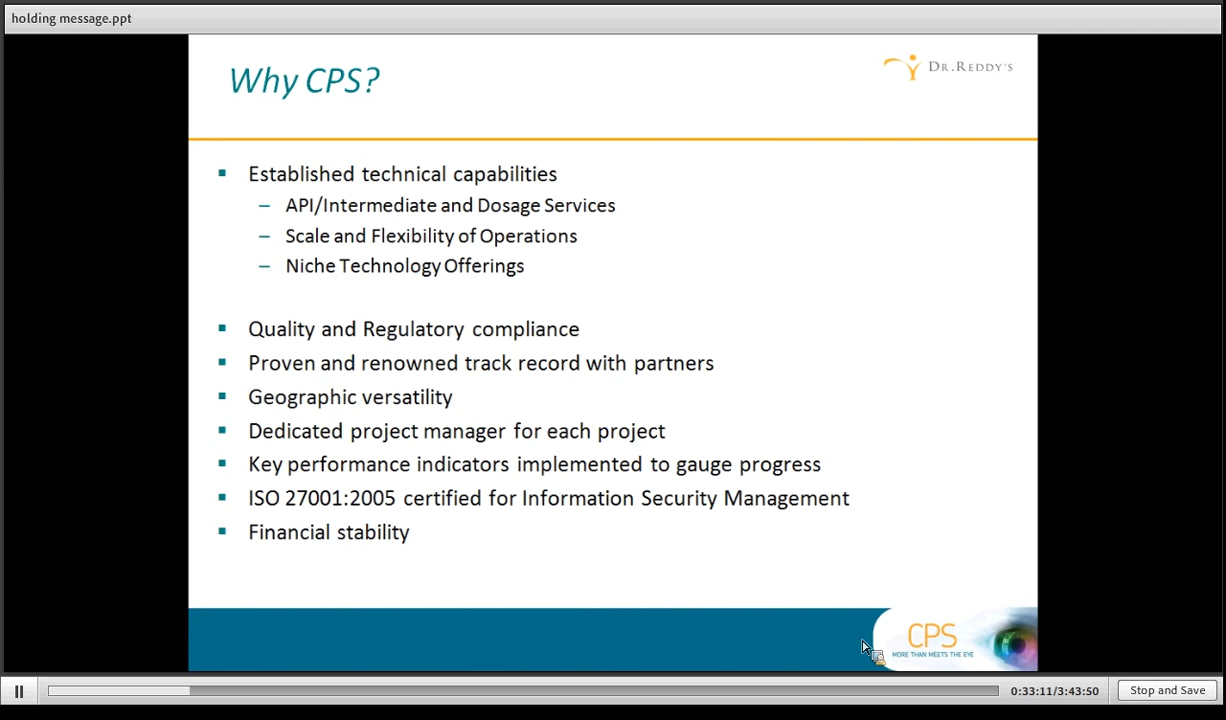 holding message.ppt
Why CPS?
DR.REDDY'S
Established technical capabilities
– API/Intermediate and Dosage Services
– Scale and Flexibility of Operations
– Niche Technology Offerings
Quality and Regulatory compliance
Proven and renowned track record with partners
Geographic versatility
Dedicated project manager for each project
Key performance indicators implemented to gauge progress
ISO 27001:2005 certified for Information Security Management
Financial stability
CPS
MORE THAN MEETS THE EYE
0:33:11/3:43:50
Stop and Save